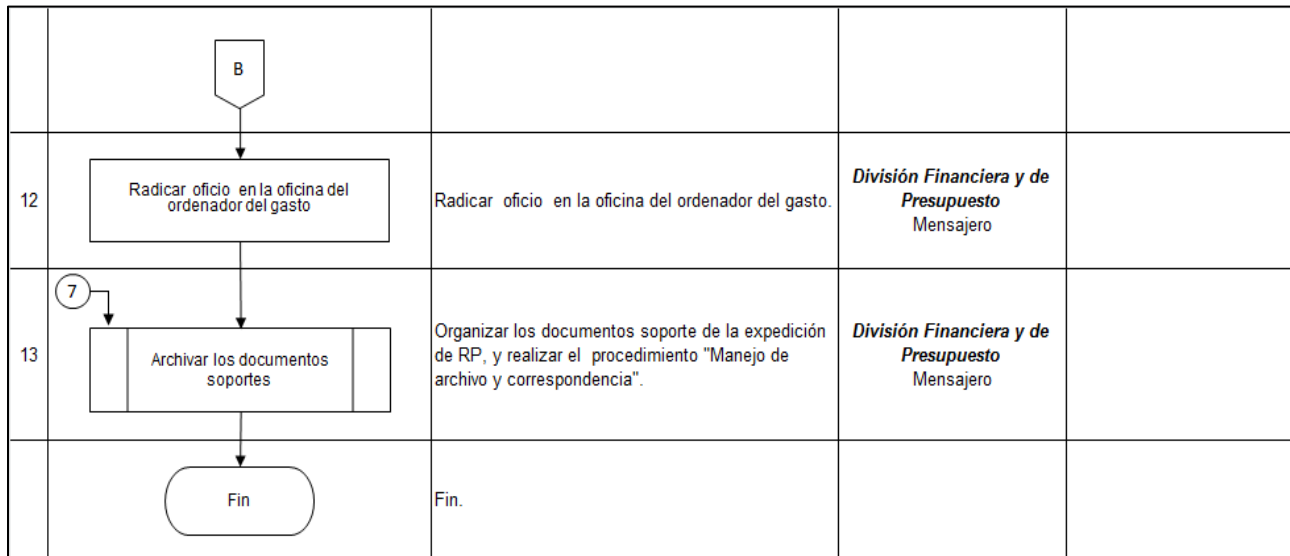 B
12
Radicar oficio en la oficina del
ordenador del gasto
Radicar oficio en la oficina del ordenador del gasto.
División Financiera y de
Presupuesto
Mensajero
7
13
Archivar los documentos
soportes
Organizar los documentos soporte de la expedición
de RP, y realizar el procedimiento "Manejo de
archivo y correspondencia".
División Financiera y de
Presupuesto
Mensajero
Fin
Fin.